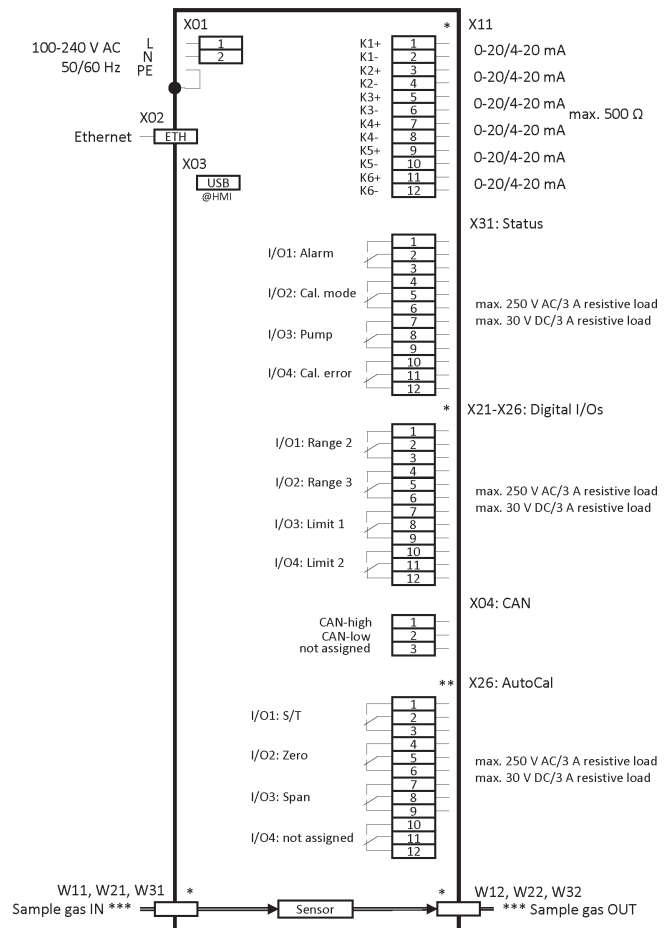 X01
100-240 V AC
50/60 Hz
L
N
PE
1
2
X02
Ethernet
ETH
X03
USB
@HMI
* X11
K1+ 1
K1- 2
K2+ 3
K2- 4
K3+ 5
K3- 6
K4+ 7
K4- 8
K5+ 9
K5- 10
K6+ 11
K6- 12
0-20/4-20 mA
0-20/4-20 mA
0-20/4-20 mA
max. 500 Ω
0-20/4-20 mA
0-20/4-20 mA
0-20/4-20 mA
X31: Status
I/O1: Alarm
1
2
3
I/O2: Cal. mode
4
5
6
I/O3: Pump
7
8
9
I/O4: Cal. error
10
11
12
max. 250 V AC/3 A resistive load
max. 30 V DC/3 A resistive load
* X21-X26: Digital I/Os
I/O1: Range 2
1
2
3
I/O2: Range 3
4
5
6
I/O3: Limit 1
7
8
9
I/O4: Limit 2
10
11
12
max. 250 V AC/3 A resistive load
max. 30 V DC/3 A resistive load
X04: CAN
CAN-high 1
CAN-low 2
not assigned 3
** X26: AutoCal
I/O1: S/T
1
2
3
I/O2: Zero
4
5
6
I/O3: Span
7
8
9
I/O4: not assigned
10
11
12
max. 250 V AC/3 A resistive load
max. 30 V DC/3 A resistive load
W11, W21, W31 *
Sample gas IN ***
Sensor
* W12, W22, W32
*** Sample gas OUT